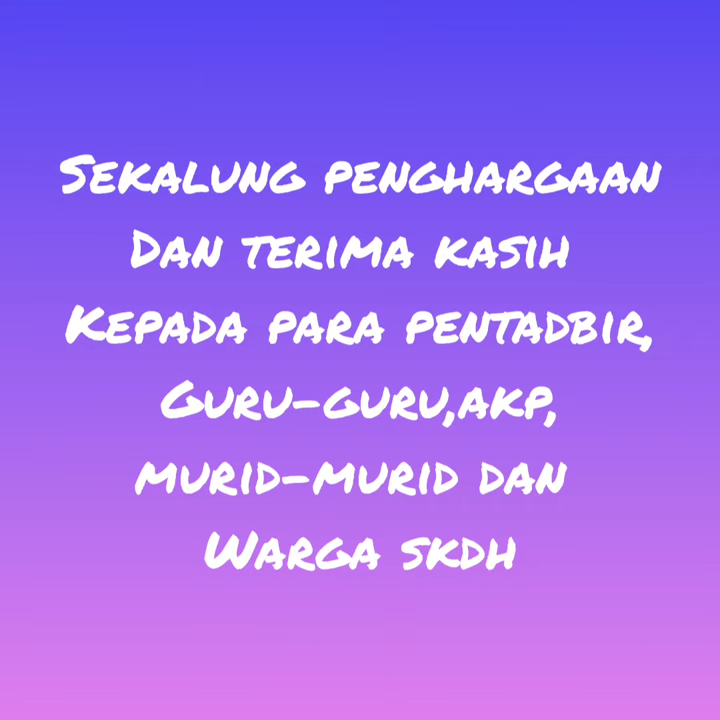 Sekalung penghargaan
Dan terima kasih
Kepada para pentadbir,
Guru-guru,akp,
murid-murid dan
Warga skdh